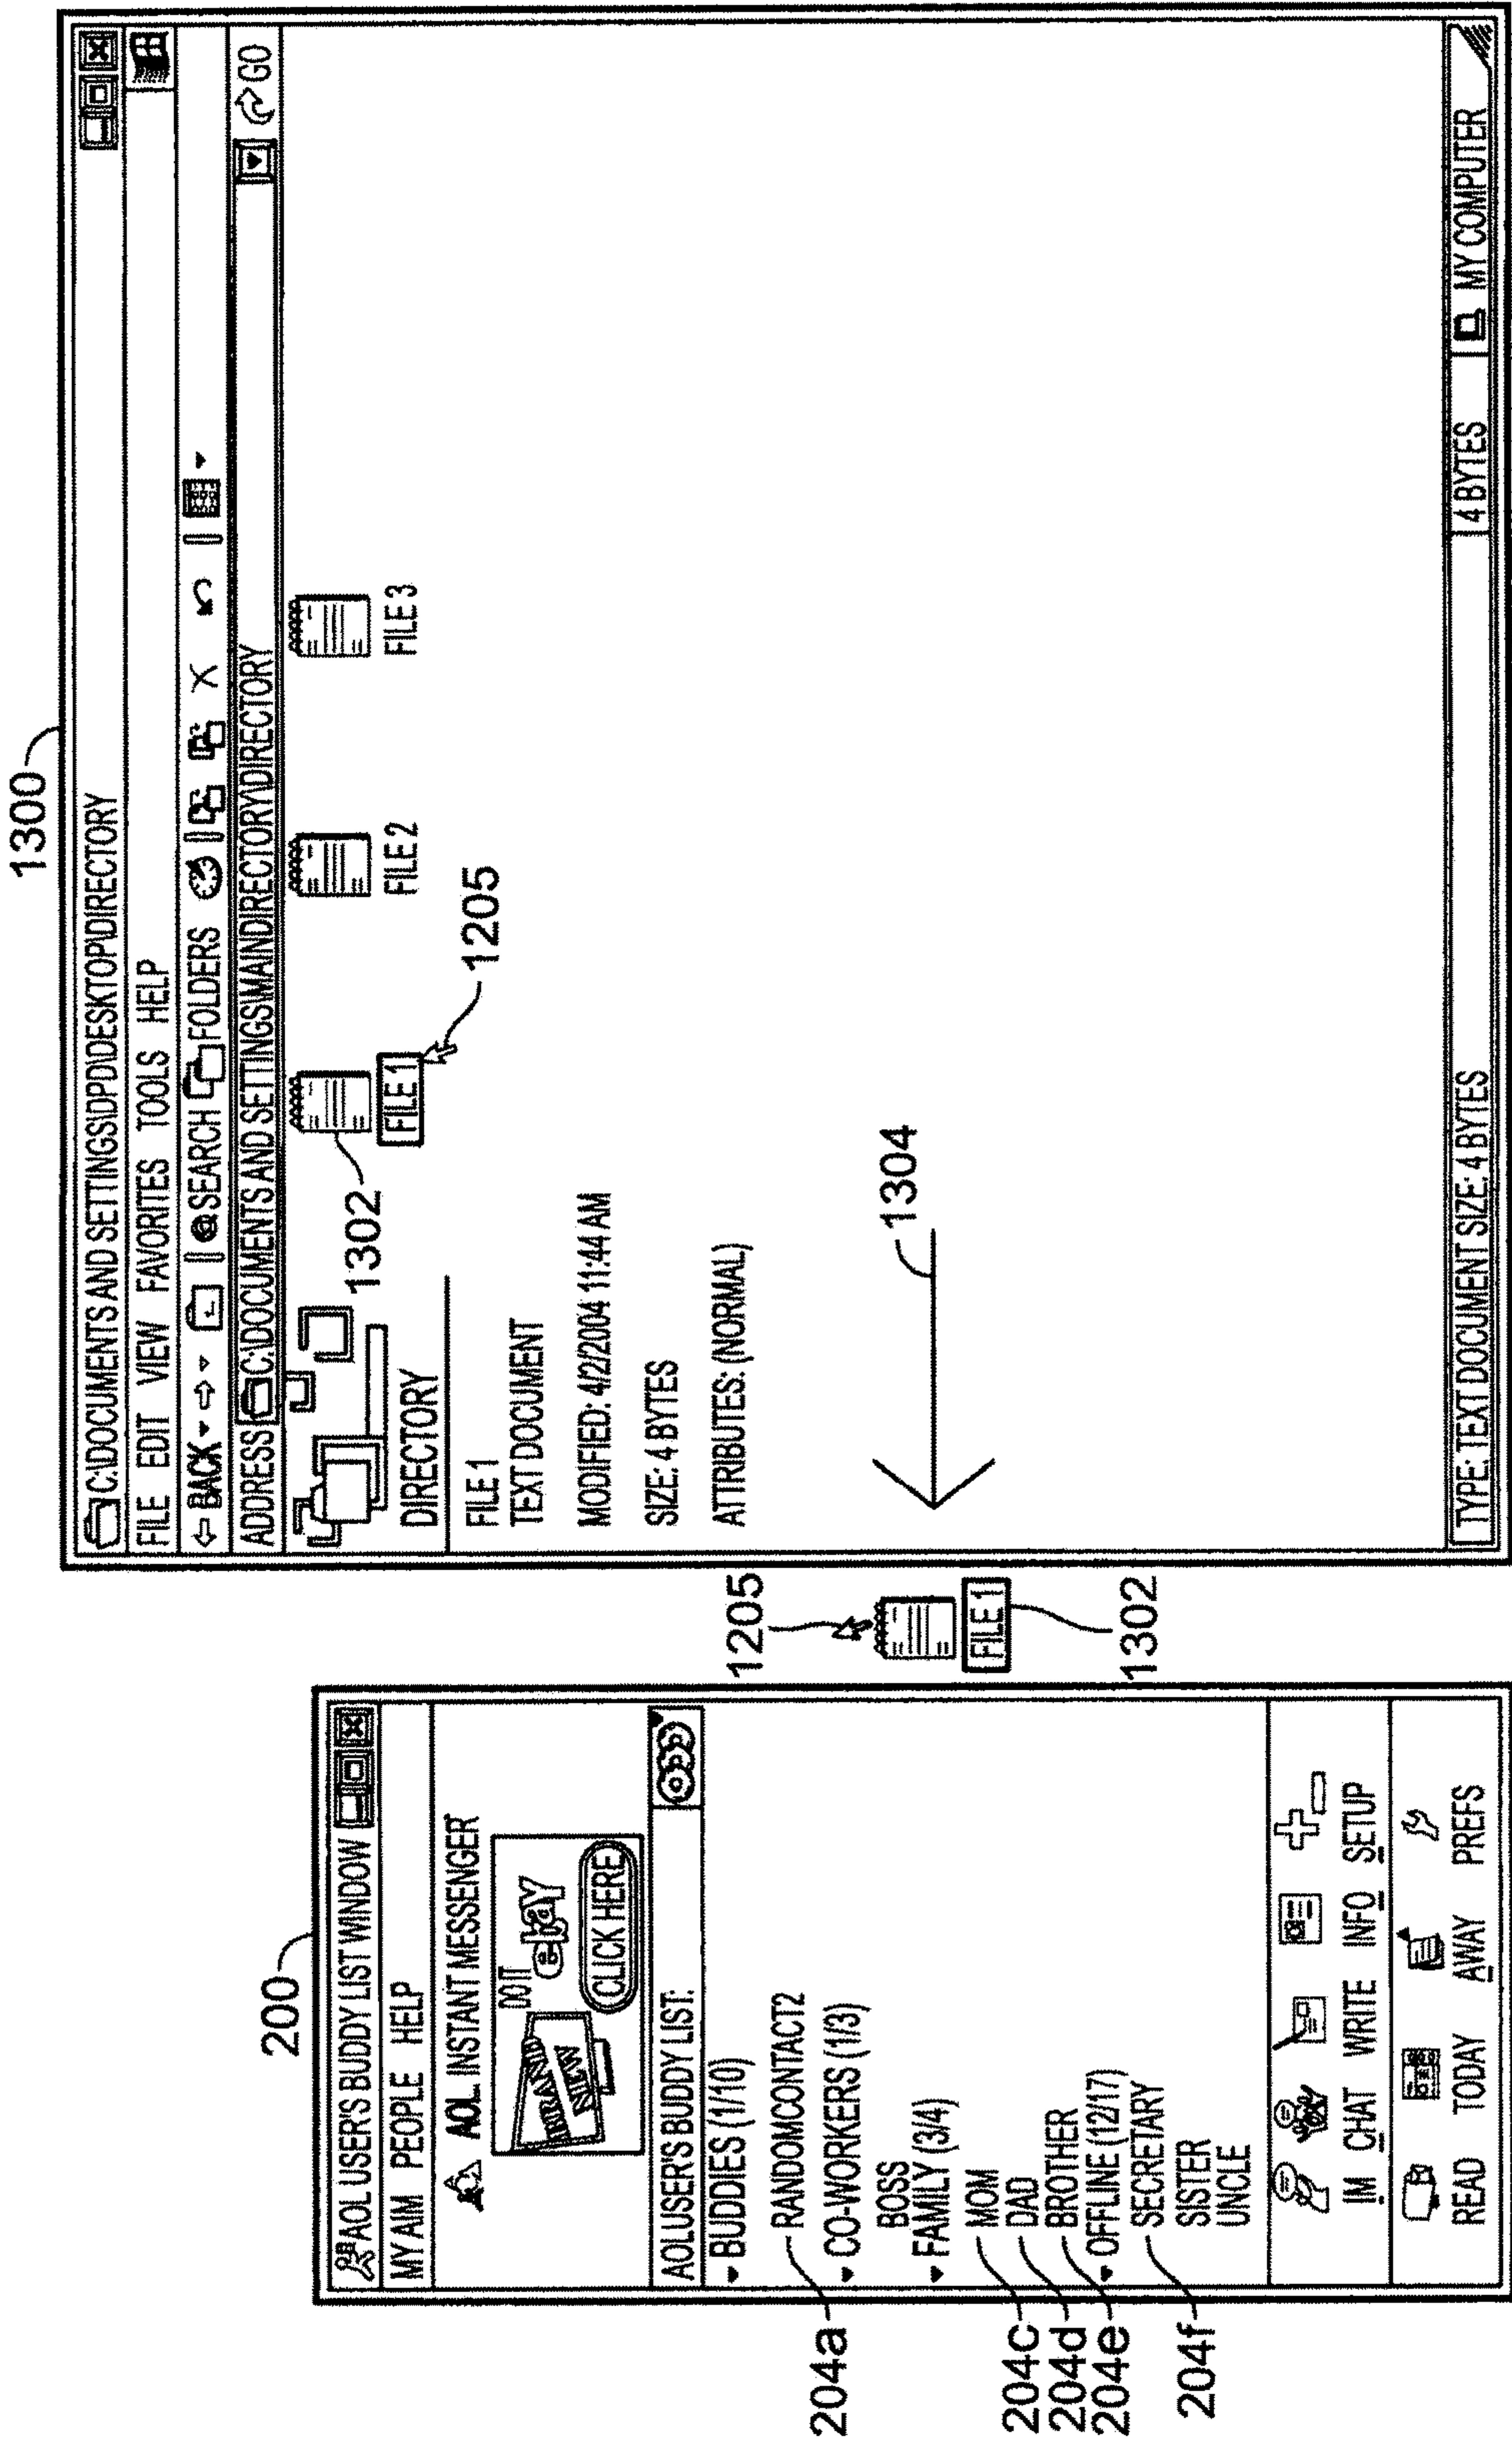 200
AOL USER'S BUDDY LIST WINDOW
MY AIM PEOPLE HELP
AOL INSTANT MESSENGER
BRAND NEW
DO IT
ebay
CLICK HERE
AOLUSER'S BUDDY LIST:
BUDDIES (1/10)
204a RANDOMCONTACT2
CO-WORKERS (1/3)
BOSS
FAMILY (3/4)
204c MOM
204d DAD
204e BROTHER
OFFLINE (12/17)
204f SECRETARY
SISTER
UNCLE
IM CHAT WRITE INFO SETUP
READ TODAY AWAY PREFS
1205
FILE 1
1302
1300
C:\DOCUMENTS AND SETTINGS\DPD\DESKTOP\DIRECTORY
FILE EDIT VIEW FAVORITES TOOLS HELP
BACK SEARCH FOLDERS
ADDRESS C:\DOCUMENTS AND SETTINGS\MAINDIRECTORY\DIRECTORY GO
DIRECTORY
1302
FILE 1 FILE 2 FILE 3
1205
FILE 1
TEXT DOCUMENT
MODIFIED: 4/2/2004 11:44 AM
SIZE: 4 BYTES
ATTRIBUTES: (NORMAL)
1304
TYPE: TEXT DOCUMENT SIZE: 4 BYTES 4 BYTES MY COMPUTER